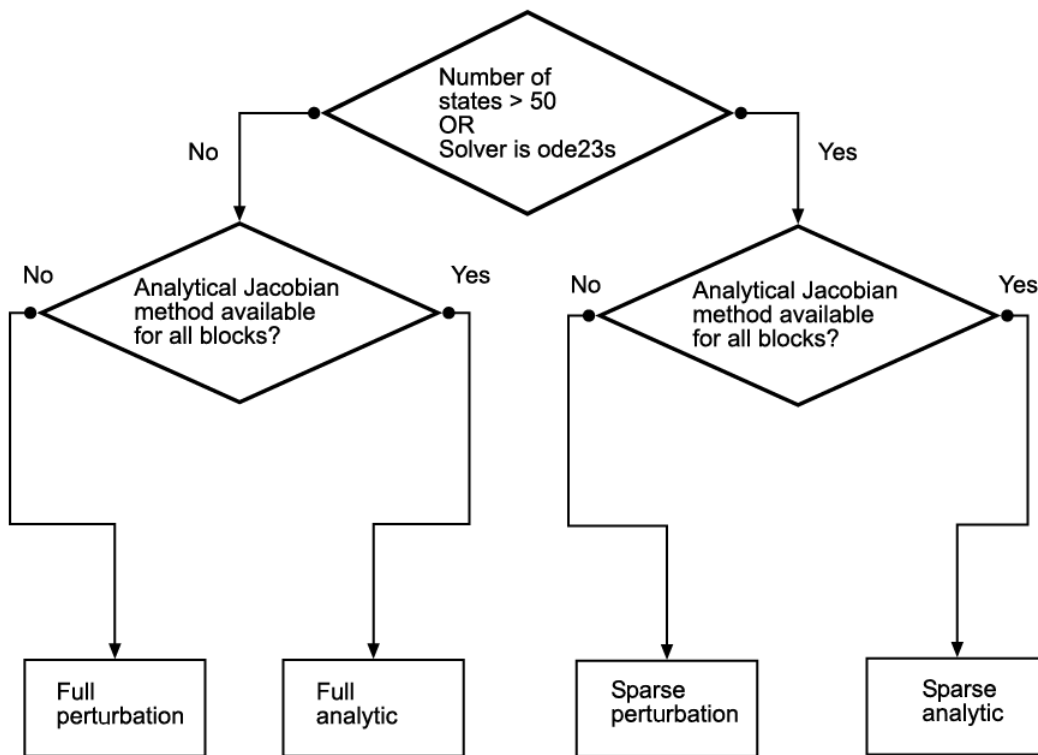 Number of
states > 50
OR
Solver is ode23s
No
Yes
No
Analytical Jacobian
method available
for all blocks?
Yes
No
Analytical Jacobian
method available
for all blocks?
Yes
Full
perturbation
Full
analytic
Sparse
perturbation
Sparse
analytic